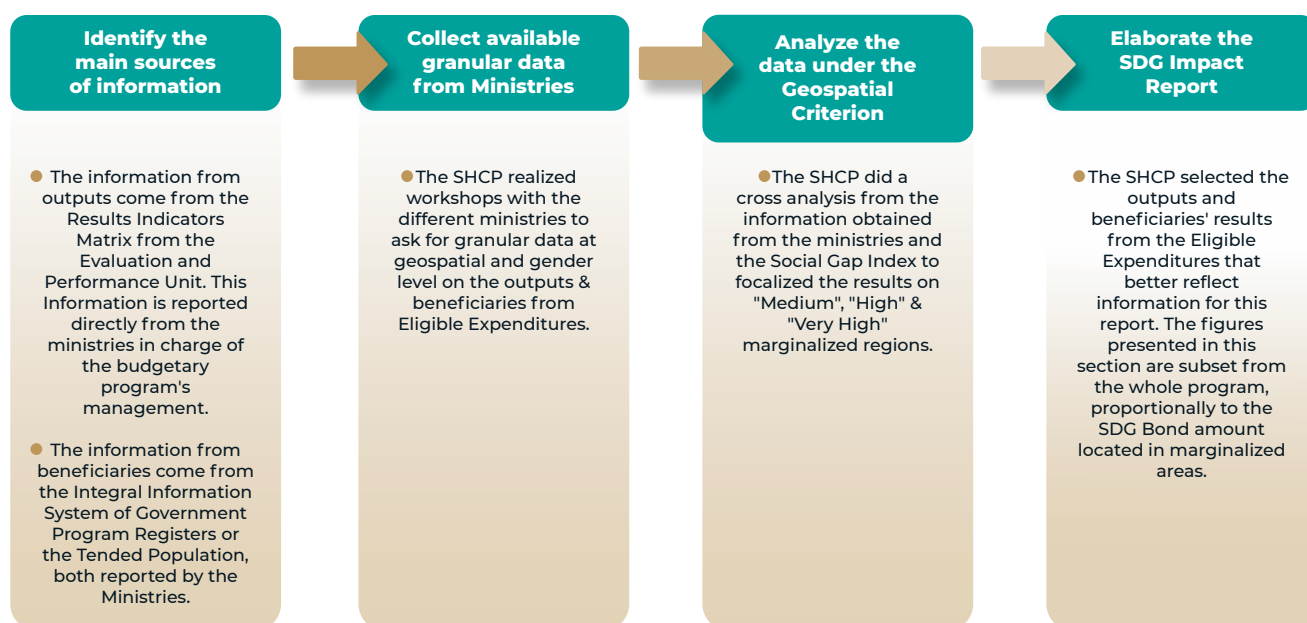 Identify the
main sources
of information
● The information from
outputs come from the
Results Indicators
Matrix from the
Evaluation and
Performance Unit. This
Information is reported
directly from the
ministries in charge of
the budgetary
program's
management.
● The information from
beneficiaries come from
the Integral Information
System of Government
Program Registers or
the Tended Population,
both reported by the
Ministries.
Collect available
granular data
from Ministries
● The SHCP realized
workshops with the
different ministries to
ask for granular data at
geospatial and gender
level on the outputs &
beneficiaries from
Eligible Expenditures.
Analyze the
data under the
Geospatial
Criterion
● The SHCP did a
cross analysis from the
information obtained
from the ministries and
the Social Gap Index to
focalized the results on
"Medium", "High" &
"Very High"
marginalized regions.
Elaborate the
SDG Impact
Report
● The SHCP selected the
outputs and
beneficiaries' results
from the Eligible
Expenditures that
better reflect
information for this
report. The figures
presented in this
section are subset from
the whole program,
proportionally to the
SDG Bond amount
located in marginalized
areas.